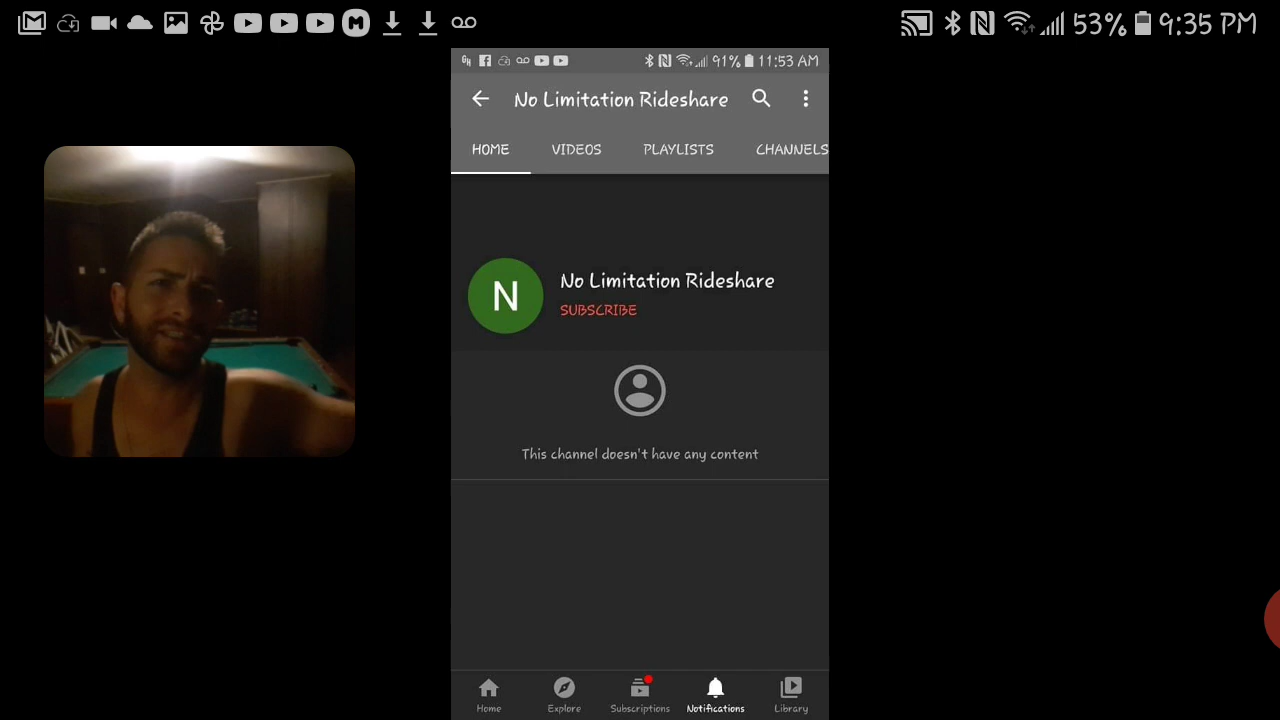 53% 9:35 PM
91% 11:53 AM
No Limitation Rideshare
HOME VIDEOS PLAYLISTS CHANNELS
N
No Limitation Rideshare
SUBSCRIBE
This channel doesn't have any content
Home Explore Subscriptions Notifications Library